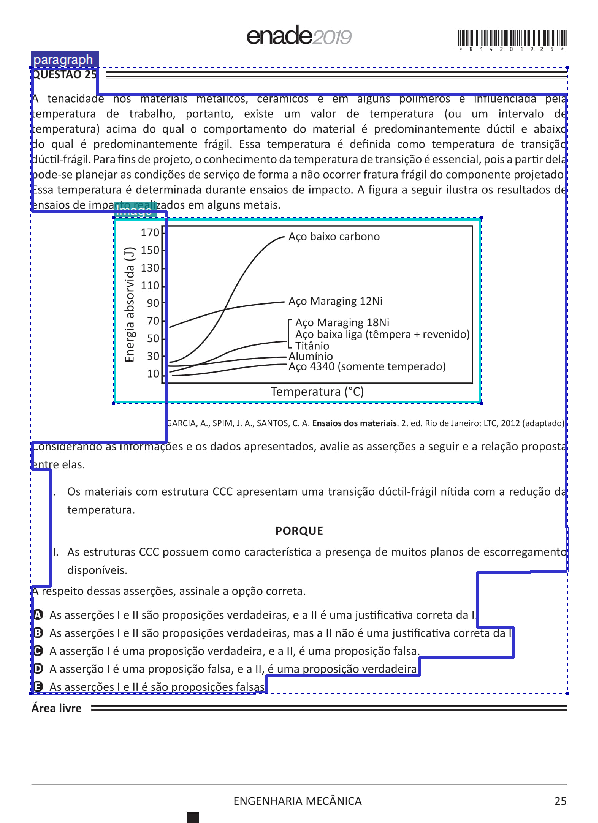 enade2019
paragraph
QUESTÃO 25
A tenacidade nos materiais metálicos, cerâmicos e em alguns polímeros é influenciada pela
temperatura de trabalho, portanto, existe um valor de temperatura (ou um intervalo de
temperatura) acima do qual o comportamento do material é predominantemente dúctil e abaixo
do qual é predominantemente frágil. Essa temperatura é definida como temperatura de transição
dúctil-frágil. Para fins de projeto, o conhecimento da temperatura de transição é essencial, pois a partir dela
pode-se planejar as condições de serviço de forma a não ocorrer fratura frágil do componente projetado.
Essa temperatura é determinada durante ensaios de impacto. A figura a seguir ilustra os resultados de
ensaios de impacto realizados em alguns metais.
170
150
130
110
90
70
50
30
10
Energia absorvida (J)
Aço baixo carbono
Aço Maraging 12Ni
Aço Maraging 18Ni
Aço baixa liga (têmpera + revenido)
Titânio
Alumínio
Aço 4340 (somente temperado)
Temperatura (°C)
GARCIA, A., SPIM, J. A., SANTOS, C. A. Ensaios dos materiais. 2. ed. Rio de Janeiro: LTC, 2012 (adaptado).
Considerando as informações e os dados apresentados, avalie as asserções a seguir e a relação proposta
entre elas.
I. Os materiais com estrutura CCC apresentam uma transição dúctil-frágil nítida com a redução da
temperatura.
PORQUE
II. As estruturas CCC possuem como característica a presença de muitos planos de escorregamento
disponíveis.
A respeito dessas asserções, assinale a opção correta.
A As asserções I e II são proposições verdadeiras, e a II é uma justificativa correta da I.
B As asserções I e II são proposições verdadeiras, mas a II não é uma justificativa correta da I.
C A asserção I é uma proposição verdadeira, e a II, é uma proposição falsa.
D A asserção I é uma proposição falsa, e a II, é uma proposição verdadeira.
E As asserções I e II é são proposições falsas.
Área livre
ENGENHARIA MECÂNICA
25